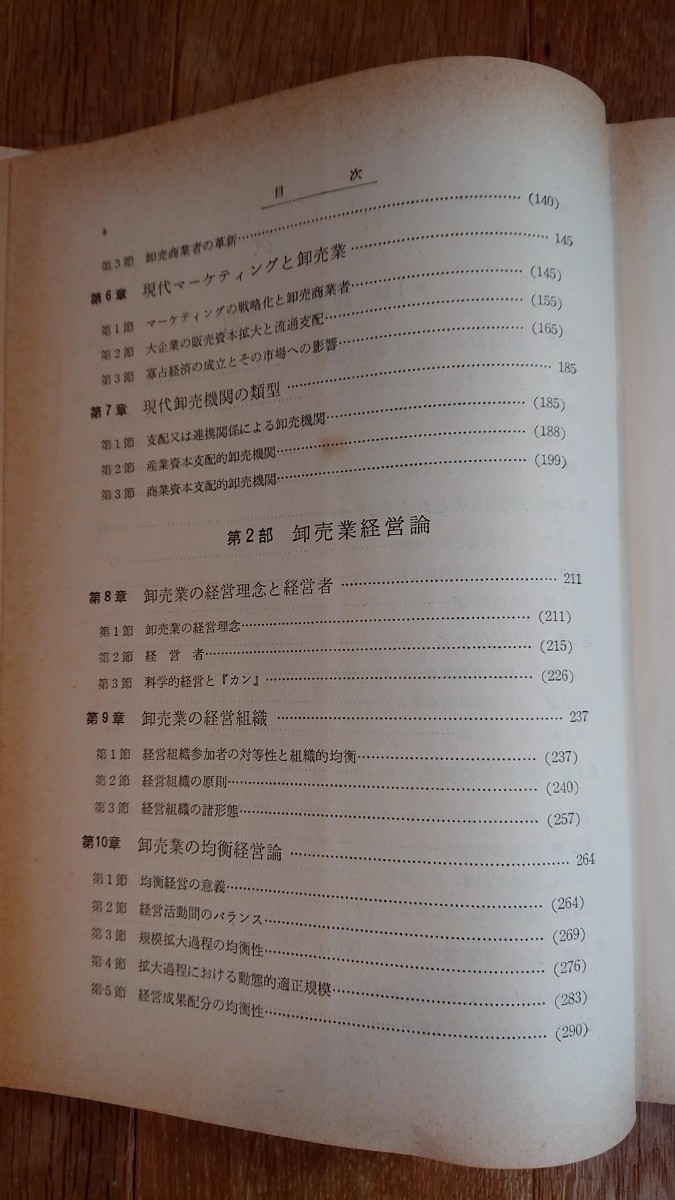 目次
第3節 卸売商業者の革新……(140)
第6章 現代マーケティングと卸売業……145
第1節 マーケティングの戦略化と卸売商業者……(145)
第2節 大企業の販売資本拡大と流通支配……(155)
第3節 寡占経済の成立とその市場への影響……(165)
第7章 現代卸売機関の類型……185
第1節 支配又は連携関係による卸売機関……(185)
第2節 産業資本支配的卸売機関……(188)
第3節 商業資本支配的卸売機関……(199)
第2部 卸売業経営論
第8章 卸売業の経営理念と経営者……211
第1節 卸売業の経営理念……(211)
第2節 経営者……(215)
第3節 科学的経営と『カン』……(226)
第9章 卸売業の経営組織……237
第1節 経営組織参加者の対等性と組織的均衡……(237)
第2節 経営組織の原則……(240)
第3節 経営組織の諸形態……(257)
第10章 卸売業の均衡経営論……264
第1節 均衡経営の意義……(264)
第2節 経営活動間のバランス……(269)
第3節 規模拡大過程の均衡性……(276)
第4節 拡大過程における動態的適正規模……(283)
第5節 経営成果配分の均衡性……(290)